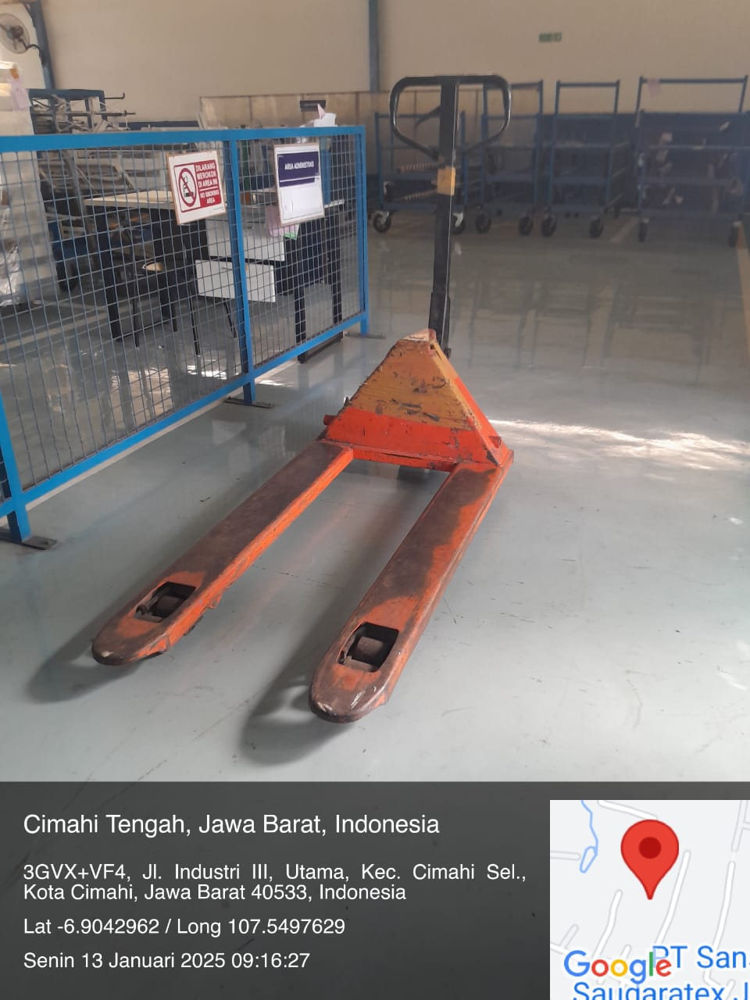 DILARANG
MEROKOK
DI AREA INI
NO SMOKING
AREA
AREA ADMINISTRASI
Cimahi Tengah, Jawa Barat, Indonesia
3GVX+VF4, Jl. Industri III, Utama, Kec. Cimahi Sel.,
Kota Cimahi, Jawa Barat 40533, Indonesia
Lat -6.9042962 / Long 107.5497629
Senin 13 Januari 2025 09:16:27
Google
PT San
Saudaratex J